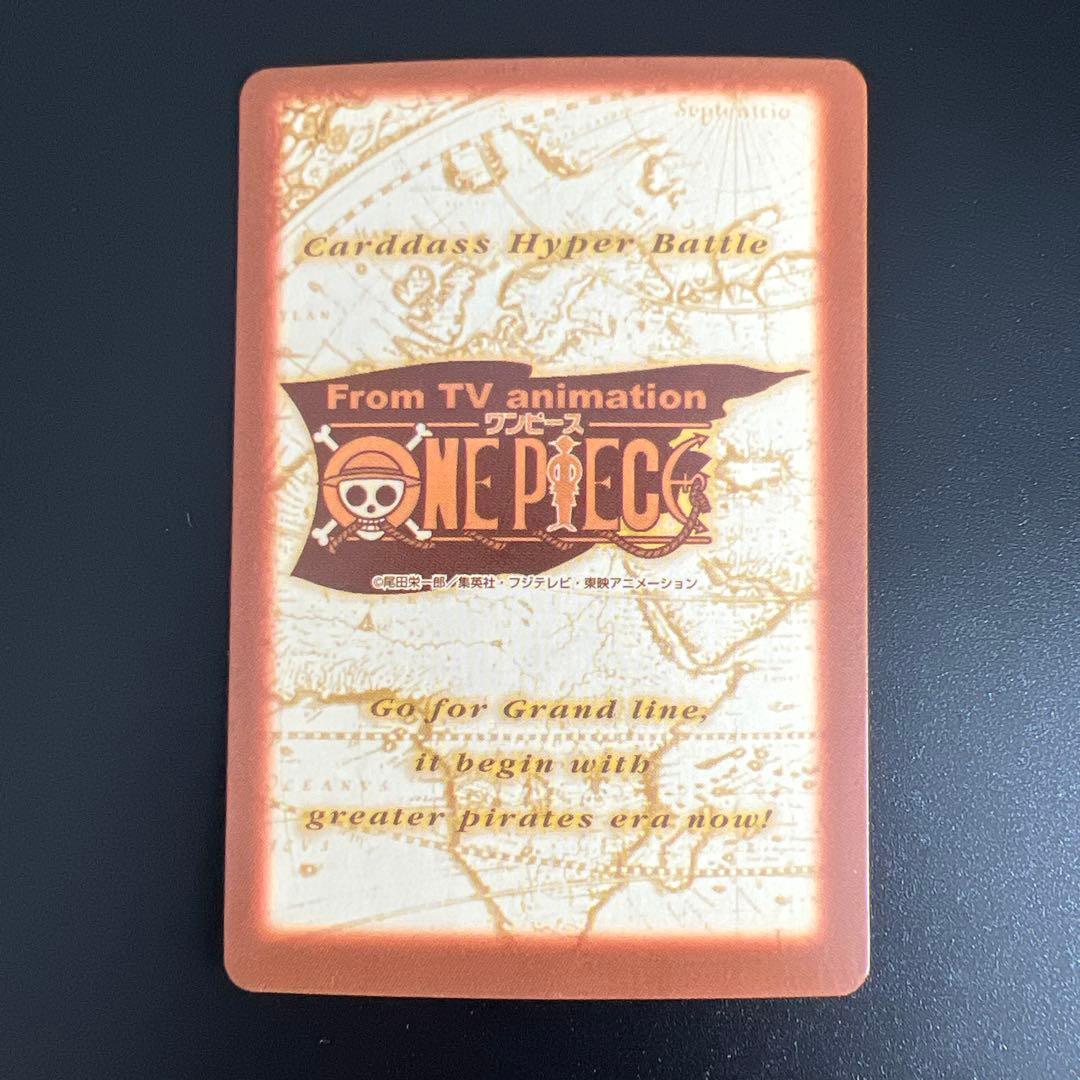 Septentrio
Carddass Hyper Battle
From TV animation
ワンピース
ONE PIECE
©尾田栄一郎／集英社・フジテレビ・東映アニメーション
Go for Grand line,
it begin with
greater pirates era now!